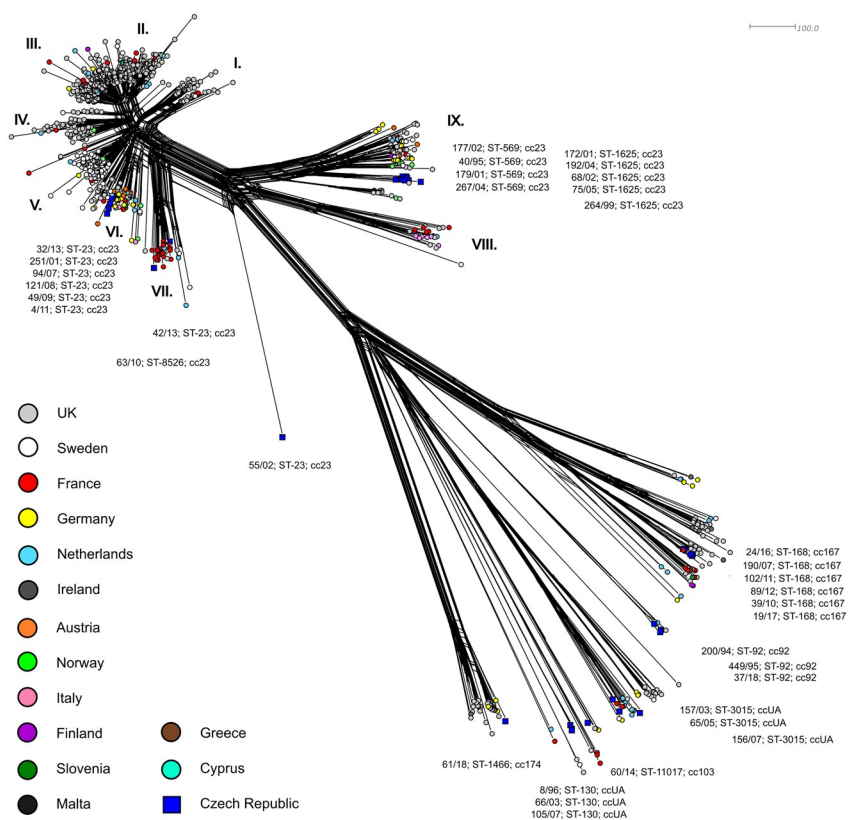 100.0
II.
III.
I.
IV.
IX.
177/02; ST-569; cc23
40/95; ST-569; cc23
179/01; ST-569; cc23
267/04; ST-569; cc23
172/01; ST-1625; cc23
192/04; ST-1625; cc23
68/02; ST-1625; cc23
75/05; ST-1625; cc23
264/99; ST-1625; cc23
V.
VI.
VIII.
32/13; ST-23; cc23
251/01; ST-23; cc23
94/07; ST-23; cc23
121/08; ST-23; cc23
49/09; ST-23; cc23
4/11; ST-23; cc23
VII.
42/13; ST-23; cc23
63/10; ST-8526; cc23
55/02; ST-23; cc23
UK
Sweden
France
Germany
Netherlands
Ireland
Austria
Norway
Italy
Finland
Slovenia
Malta
Greece
Cyprus
Czech Republic
24/16; ST-168; cc167
190/07; ST-168; cc167
102/11; ST-168; cc167
89/12; ST-168; cc167
39/10; ST-168; cc167
19/17; ST-168; cc167
200/94; ST-92; cc92
449/95; ST-92; cc92
37/18; ST-92; cc92
157/03; ST-3015; ccUA
65/05; ST-3015; ccUA
156/07; ST-3015; ccUA
61/18; ST-1466; cc174
60/14; ST-11017; cc103
8/96; ST-130; ccUA
66/03; ST-130; ccUA
105/07; ST-130; ccUA